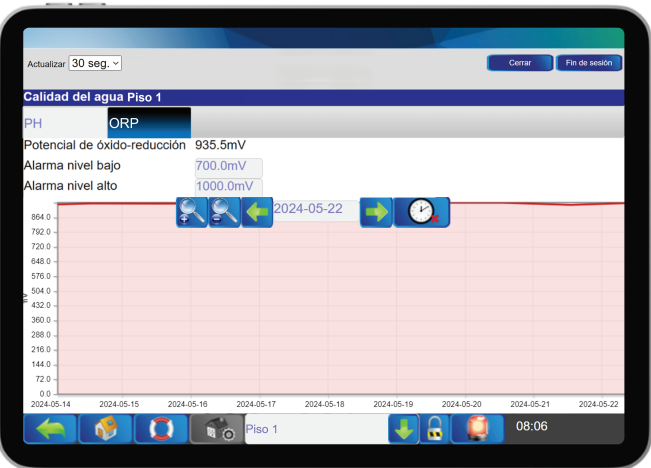 Actualizar 30 seg. Cerrar Fin de sesión
Calidad del agua Piso 1
PH ORP
Potencial de óxido-reducción 935.5mV
Alarma nivel bajo 700.0mV
Alarma nivel alto 1000.0mV
2024-05-22
864.0
792.0
720.0
648.0
576.0
504.0
432.0
360.0
288.0
216.0
144.0
72.0
0.0
2024-05-14 2024-05-15 2024-05-16 2024-05-17 2024-05-18 2024-05-19 2024-05-20 2024-05-21 2024-05-22
Piso 1 08:06